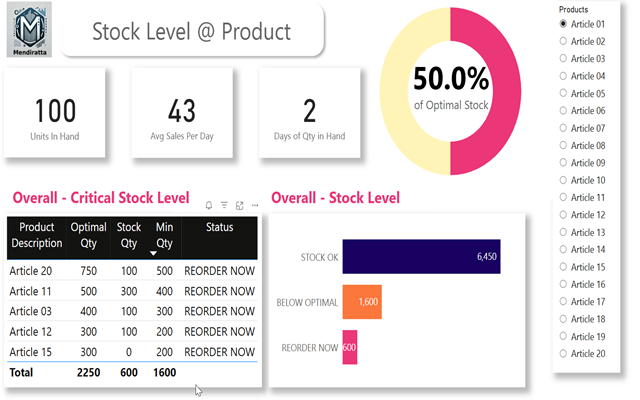 Mendiratta
Stock Level @ Product
100
Units In Hand
43
Avg Sales Per Day
2
Days of Qty in Hand
50.0%
of Optimal Stock
Products
Article 01
Article 02
Article 03
Article 04
Article 05
Article 06
Article 07
Article 08
Article 09
Article 10
Article 11
Article 12
Article 13
Article 14
Article 15
Article 16
Article 17
Article 18
Article 19
Article 20
Overall - Critical Stock Level
Product Description Optimal Qty Stock Qty Min Qty Status
Article 20 750 100 500 REORDER NOW
Article 11 500 300 400 REORDER NOW
Article 03 400 100 300 REORDER NOW
Article 12 300 100 200 REORDER NOW
Article 15 300 0 200 REORDER NOW
Total 2250 600 1600
Overall - Stock Level
STOCK OK 6,450
BELOW OPTIMAL 1,600
REORDER NOW 600